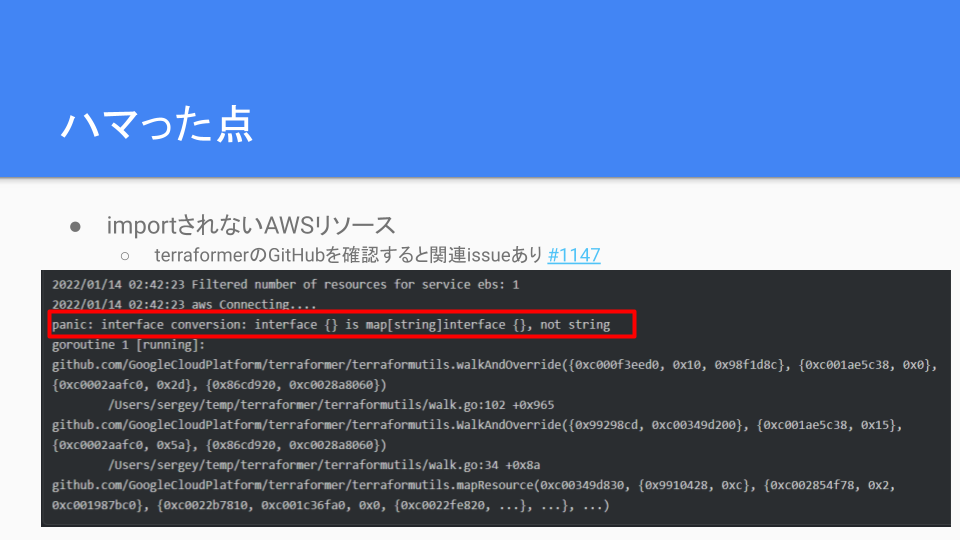 ハマった点
● importされないAWSリソース
○ terraformerのGitHubを確認すると関連issueあり #1147
2022/01/14 02:42:23 Filtered number of resources for service ebs: 1
2022/01/14 02:42:23 aws Connecting....
panic: interface conversion: interface {} is map[string]interface {}, not string
goroutine 1 [running]:
github.com/GoogleCloudPlatform/terraformer/terraformutils.walkAndOverride({0xc000f3eed0, 0x10, 0x98f1d8c}, {0xc001ae5c38, 0x0},
{0xc0002aafc0, 0x2d}, {0x86cd920, 0xc0028a8060})
/Users/sergey/temp/terraformer/terraformutils/walk.go:102 +0x965
github.com/GoogleCloudPlatform/terraformer/terraformutils.WalkAndOverride({0x99298cd, 0xc00349d200}, {0xc001ae5c38, 0x15},
{0xc0002aafc0, 0x5a}, {0x86cd920, 0xc0028a8060})
/Users/sergey/temp/terraformer/terraformutils/walk.go:34 +0x8a
github.com/GoogleCloudPlatform/terraformer/terraformutils.mapResource(0xc00349d830, {0x9910428, 0xc}, {0xc002854f78, 0x2,
0xc001987bc0}, {0xc0022b7810, 0xc001c36fa0, 0x0, {0xc0022fe820, ...}, ...}, ...)